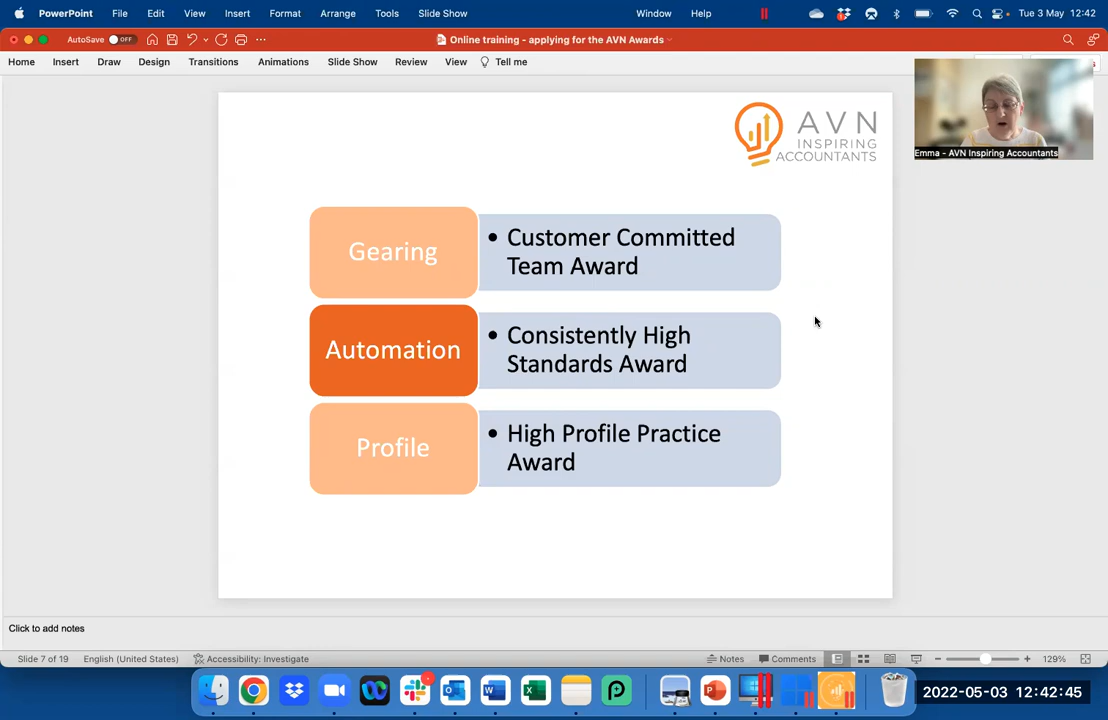 PowerPoint File Edit View Insert Format Arrange Tools Slide Show Window Help Tue 3 May 12:42
AutoSave OFF Online training - applying for the AVN Awards
Home Insert Draw Design Transitions Animations Slide Show Review View Tell me
AVN
INSPIRING
ACCOUNTANTS
Emma - AVN Inspiring Accountants
Gearing
• Customer Committed
Team Award
Automation
• Consistently High
Standards Award
Profile
• High Profile Practice
Award
Click to add notes
Slide 7 of 19 English (United States) Accessibility: Investigate Notes Comments 129%
2022-05-03 12:42:45